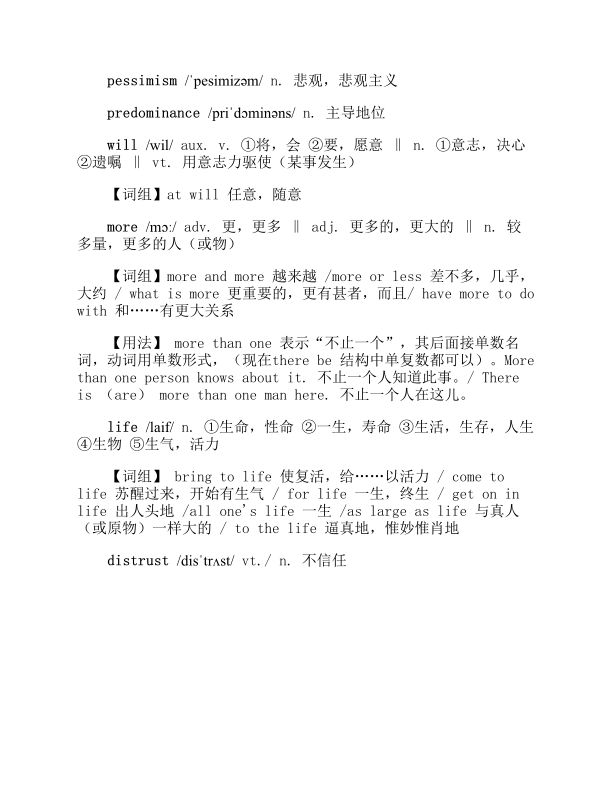 pessimism /ˈpesimizəm/ n. 悲观，悲观主义
predominance /priˈdɔminəns/ n. 主导地位
will /wil/ aux. v. ①将，会 ②要，愿意 ‖ n. ①意志，决心
②遗嘱 ‖ vt. 用意志力驱使（某事发生）
【词组】at will 任意，随意
more /mɔː/ adv. 更，更多 ‖ adj. 更多的，更大的 ‖ n. 较
多量，更多的人（或物）
【词组】more and more 越来越 /more or less 差不多，几乎，
大约 / what is more 更重要的，更有甚者，而且/ have more to do
with 和……有更大关系
【用法】 more than one 表示“不止一个”，其后面接单数名
词，动词用单数形式，（现在there be 结构中单复数都可以）。More
than one person knows about it. 不止一个人知道此事。/ There
is （are） more than one man here. 不止一个人在这儿。
life /laif/ n. ①生命，性命 ②一生，寿命 ③生活，生存，人生
④生物 ⑤生气，活力
【词组】 bring to life 使复活，给……以活力 / come to
life 苏醒过来，开始有生气 / for life 一生，终生 / get on in
life 出人头地 /all one's life 一生 /as large as life 与真人
（或原物）一样大的 / to the life 逼真地，惟妙惟肖地
distrust /disˈtrʌst/ vt./ n. 不信任